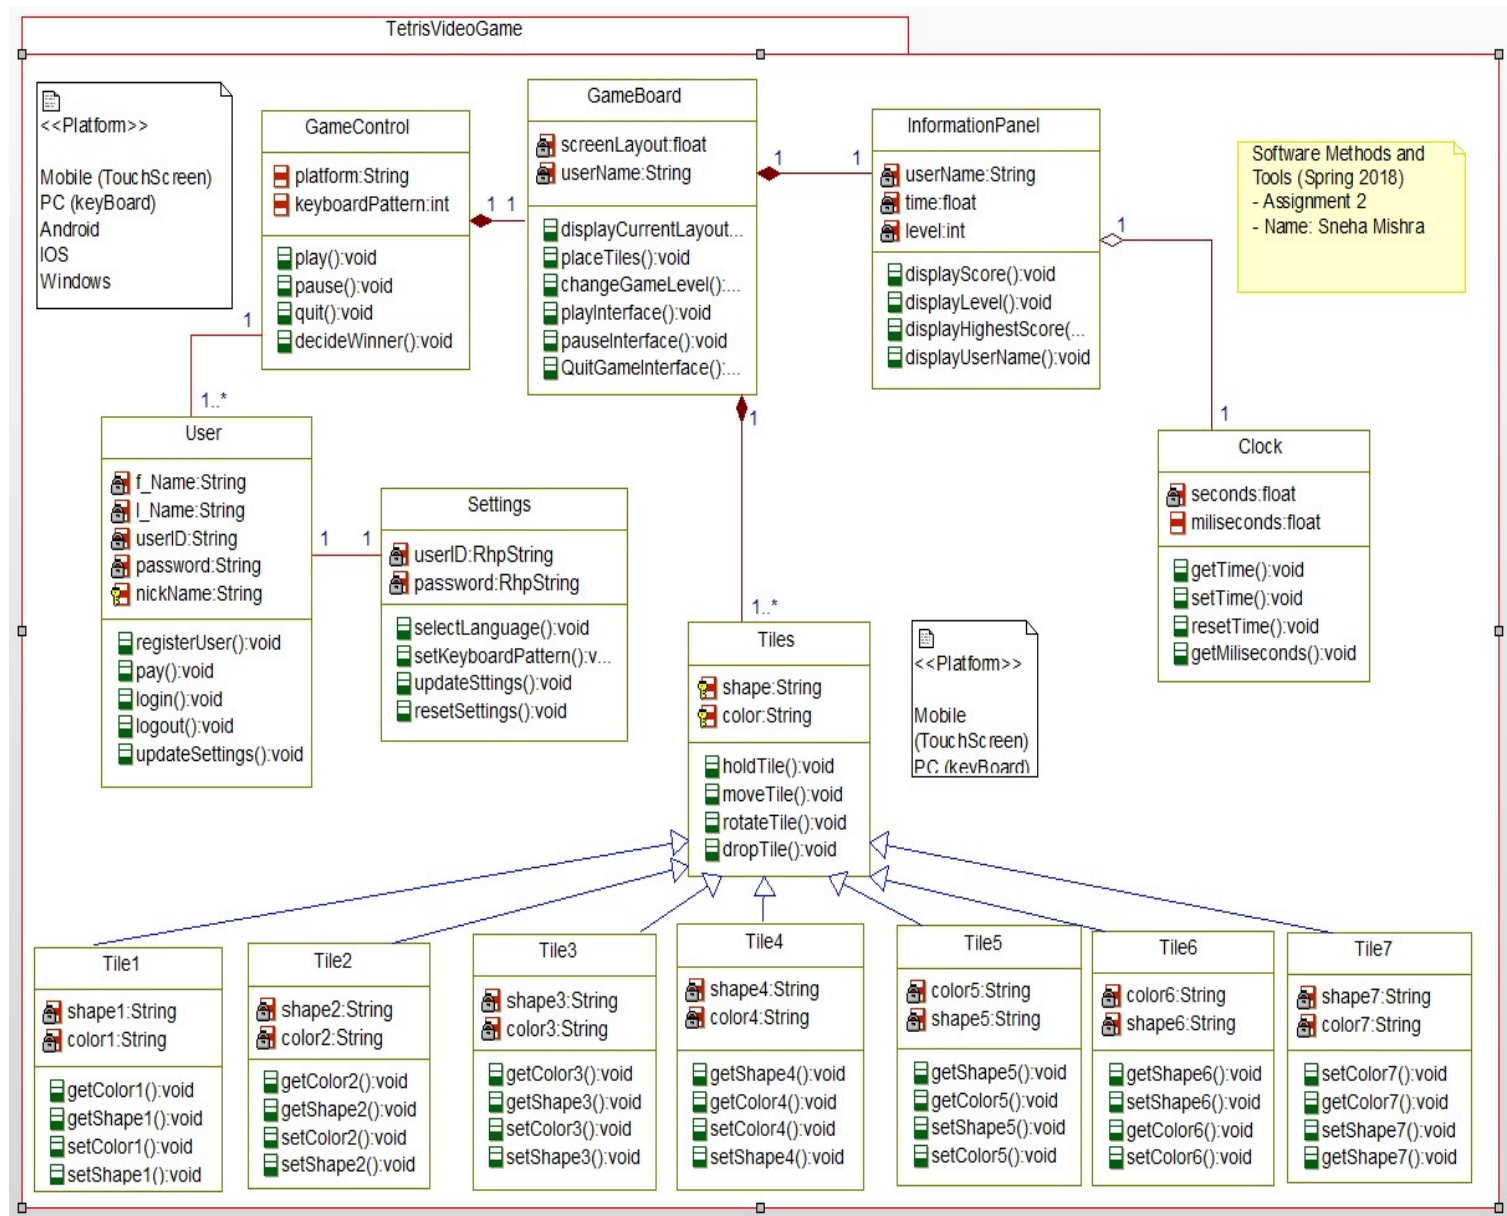 TetrisVideoGame
<<Platform>>
Mobile (TouchScreen)
PC (keyBoard)
Android
IOS
Windows
GameControl
platform:String
keyboardPattern:int
play():void
pause():void
quit():void
decideWinner():void
1 1
GameBoard
screenLayout:float
userName:String
displayCurrentLayout...
placeTiles():void
changeGameLevel():...
playInterface():void
pauseInterface():void
QuitGameInterface():...
1 1
InformationPanel
userName:String
time:float
level:int
displayScore():void
displayLevel():void
displayHighestScore(...
displayUserName():void
1
Software Methods and
Tools (Spring 2018)
- Assignment 2
- Name: Sneha Mishra
1
1..*
User
f_Name:String
l_Name:String
userID:String
password:String
nickName:String
registerUser():void
pay():void
login():void
logout():void
updateSettings():void
1 1
Settings
userID:RhpString
password:RhpString
selectLanguage():void
setKeyboardPattern():v...
updateSttings():void
resetSettings():void
1
1..*
Tiles
shape:String
color:String
holdTile():void
moveTile():void
rotateTile():void
dropTile():void
<<Platform>>
Mobile
(TouchScreen)
PC (keyBoard)
1
Clock
seconds:float
miliseconds:float
getTime():void
setTime():void
resetTime():void
getMiliseconds():void
Tile1
shape1:String
color1:String
getColor1():void
getShape1():void
setColor1():void
setShape1():void
Tile2
shape2:String
color2:String
getColor2():void
getShape2():void
setColor2():void
setShape2():void
Tile3
shape3:String
color3:String
getColor3():void
getShape3():void
setColor3():void
setShape3():void
Tile4
shape4:String
color4:String
getShape4():void
getColor4():void
setColor4():void
setShape4():void
Tile5
color5:String
shape5:String
getShape5():void
getColor5():void
setShape5():void
setColor5():void
Tile6
color6:String
shape6:String
getShape6():void
setShape6():void
getColor6():void
setColor6():void
Tile7
shape7:String
color7:String
setColor7():void
getColor7():void
setShape7():void
getShape7():void